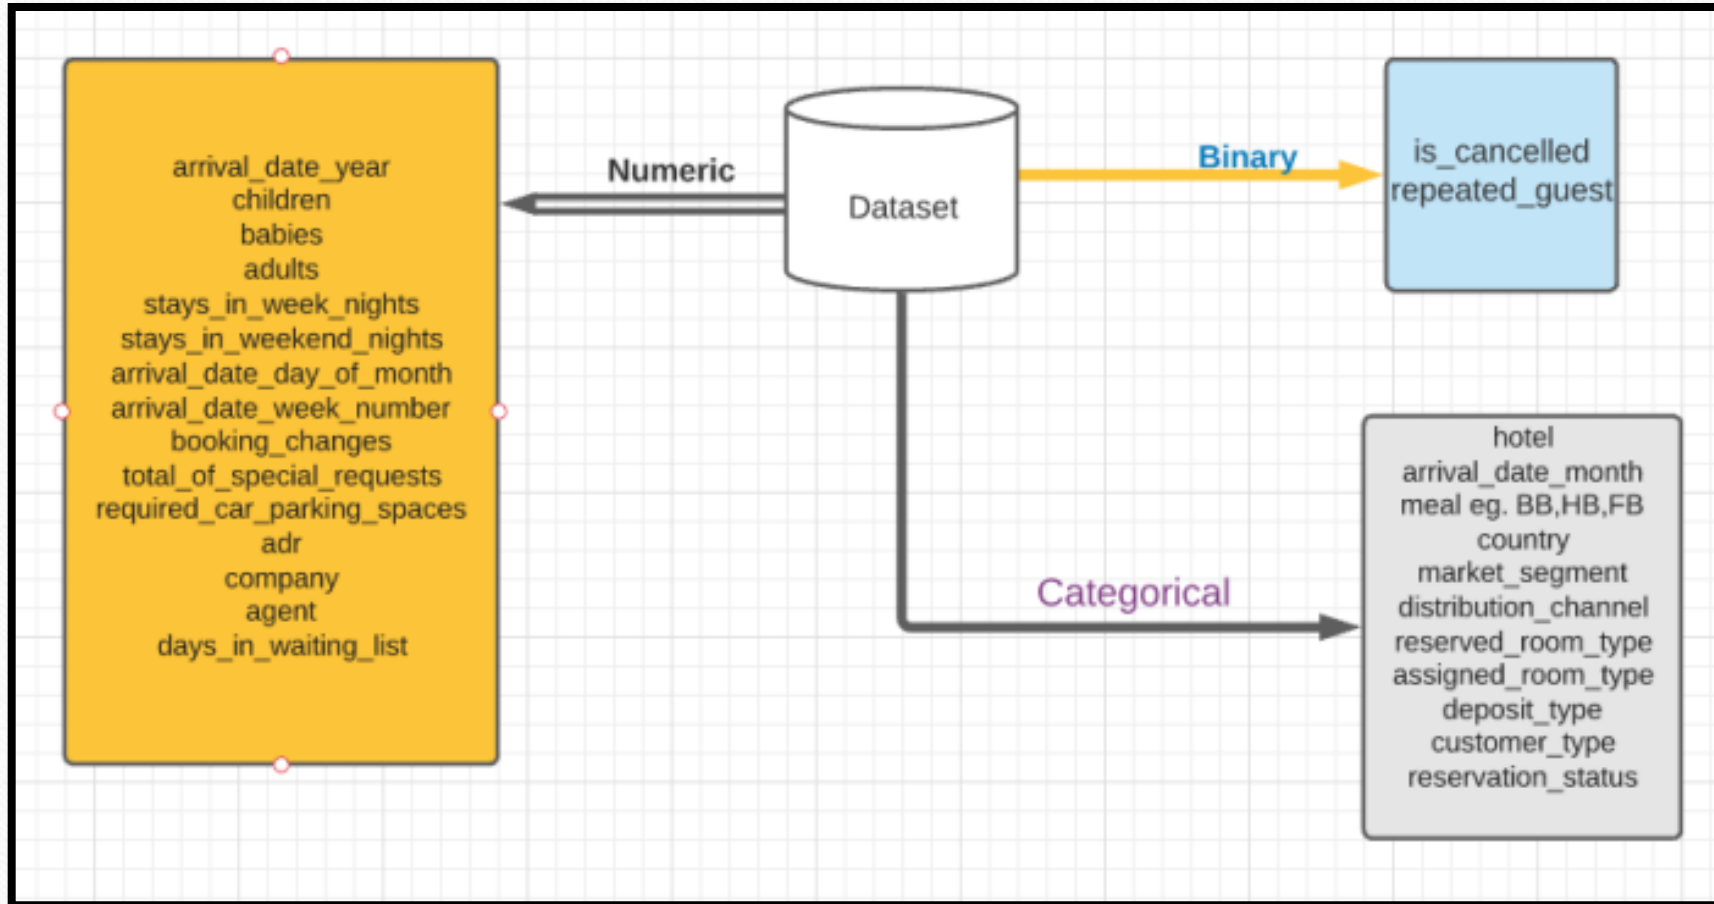 arrival_date_year
children
babies
adults
stays_in_week_nights
stays_in_weekend_nights
arrival_date_day_of_month
arrival_date_week_number
booking_changes
total_of_special_requests
required_car_parking_spaces
adr
company
agent
days_in_waiting_list
Numeric
Dataset
Binary
is_cancelled
repeated_guest
Categorical
hotel
arrival_date_month
meal eg. BB,HB,FB
country
market_segment
distribution_channel
reserved_room_type
assigned_room_type
deposit_type
customer_type
reservation_status